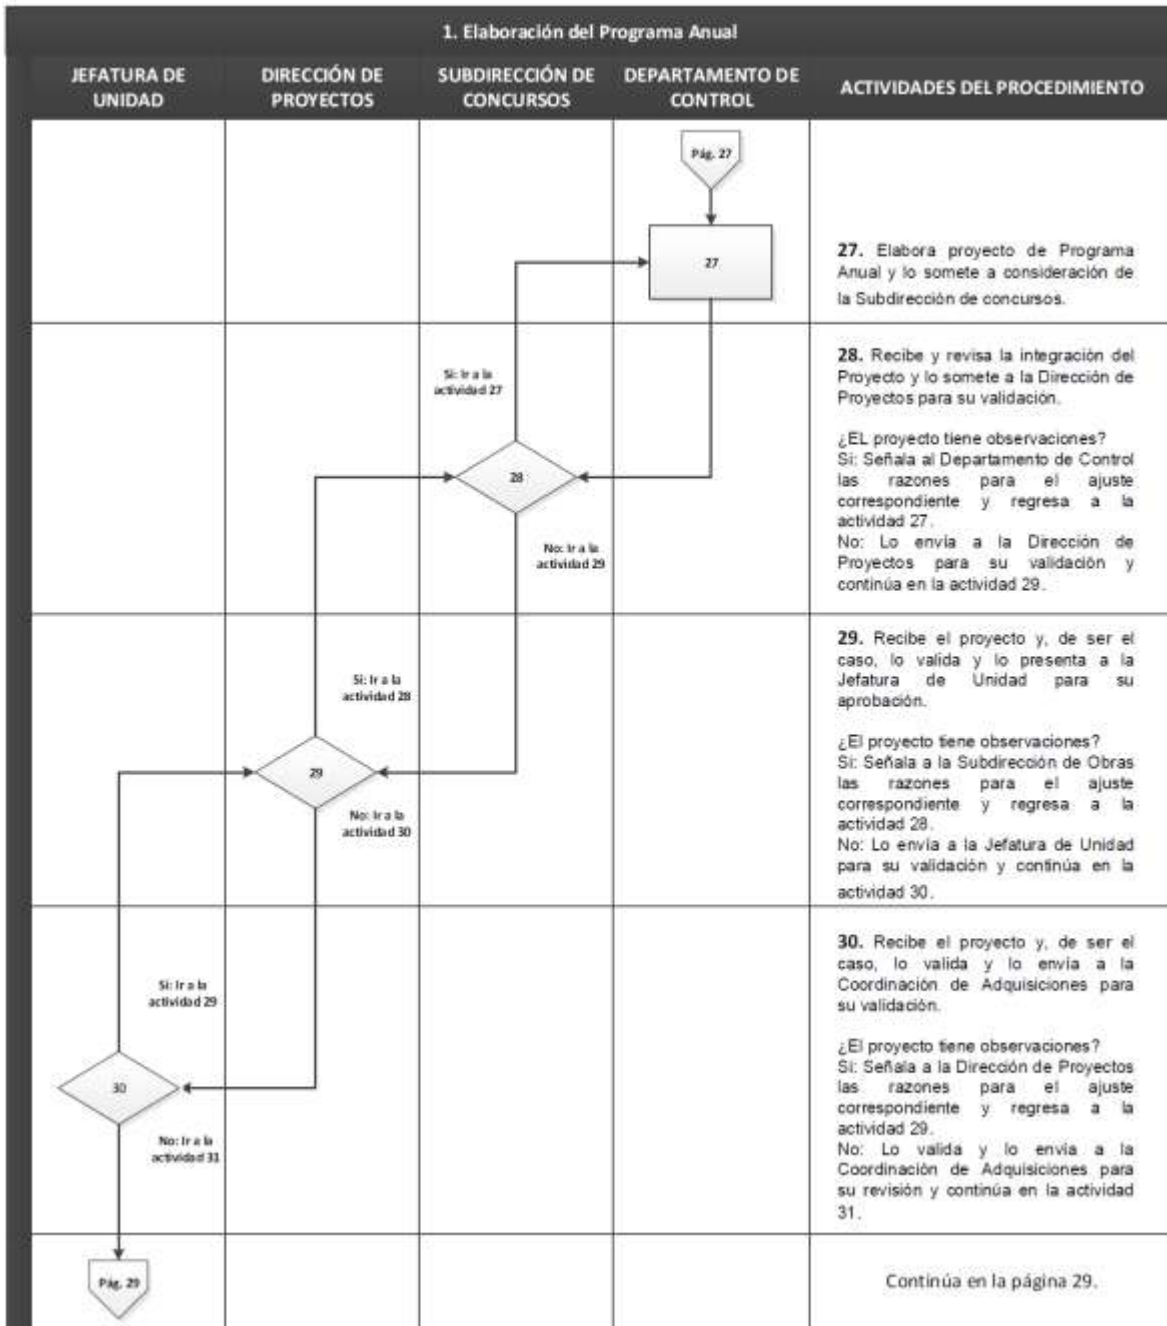 1. Elaboración del Programa Anual
JEFATURA DE
UNIDAD
DIRECCIÓN DE
PROYECTOS
SUBDIRECCIÓN DE
CONCURSOS
DEPARTAMENTO DE
CONTROL
ACTIVIDADES DEL PROCEDIMIENTO
Pág. 27
27
27. Elabora proyecto de Programa
Anual y lo somete a consideración de
la Subdirección de concursos.
Si: Ir a la
actividad 27
28
No: Ir a la
actividad 29
28. Recibe y revisa la integración del
Proyecto y lo somete a la Dirección de
Proyectos para su validación.
¿EL proyecto tiene observaciones?
Si: Señala al Departamento de Control
las razones para el ajuste
correspondiente y regresa a la
actividad 27.
No: Lo envía a la Dirección de
Proyectos para su validación y
continúa en la actividad 29.
Si: Ir a la
actividad 28
29
No: Ir a la
actividad 30
29. Recibe el proyecto y, de ser el
caso, lo valida y lo presenta a la
Jefatura de Unidad para su
aprobación.
¿El proyecto tiene observaciones?
Si: Señala a la Subdirección de Obras
las razones para el ajuste
correspondiente y regresa a la
actividad 28.
No: Lo envía a la Jefatura de Unidad
para su validación y continúa en la
actividad 30.
Si: Ir a la
actividad 29
30
No: Ir a la
actividad 31
30. Recibe el proyecto y, de ser el
caso, lo valida y lo envía a la
Coordinación de Adquisiciones para
su validación.
¿El proyecto tiene observaciones?
Si: Señala a la Dirección de Proyectos
las razones para el ajuste
correspondiente y regresa a la
actividad 29.
No: Lo valida y lo envía a la
Coordinación de Adquisiciones para
su revisión y continúa en la actividad
31.
Pág. 29
Continúa en la página 29.